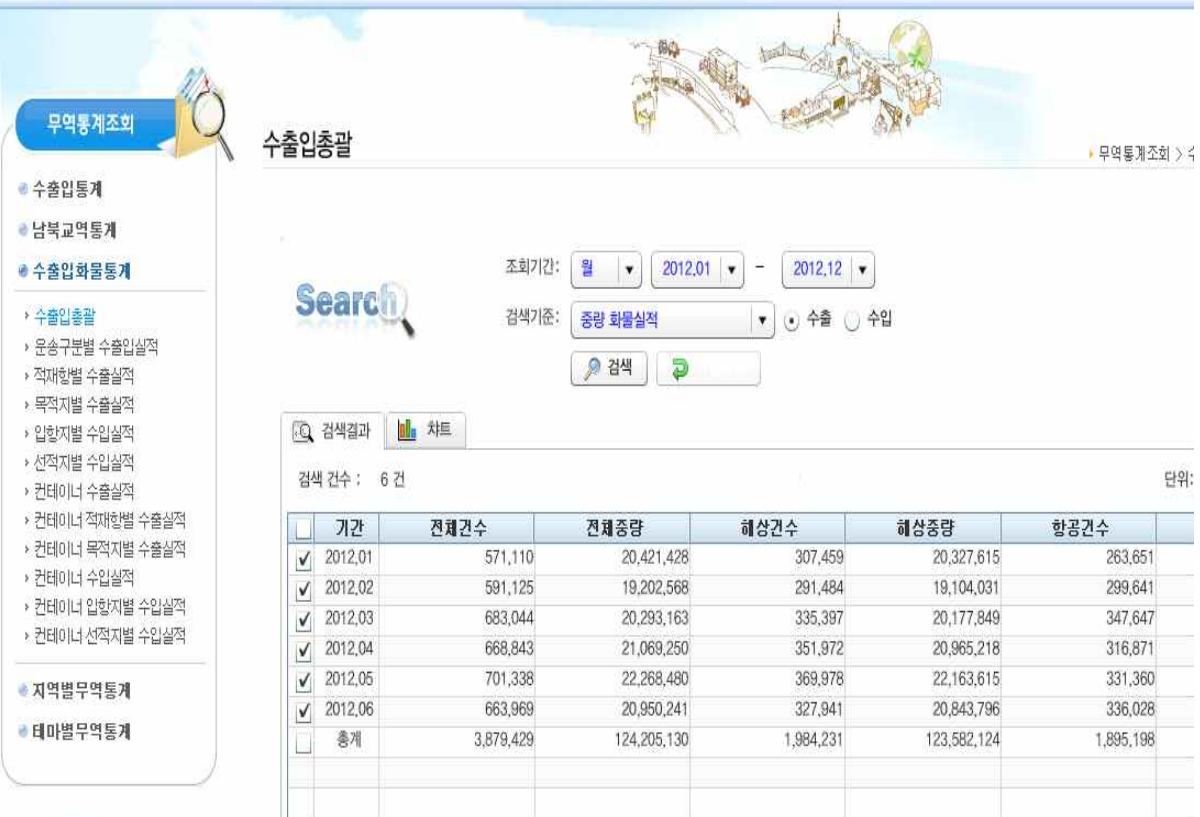 무역통계조회
수출입총괄
무역통계조회 > 수
수출입통계
남북교역통계
수출입화물통계
수출입총괄
운송구분별 수출입실적
적재항별 수출실적
목적지별 수출실적
입항지별 수입실적
선적지별 수입실적
컨테이너 수출실적
컨테이너 적재항별 수출실적
컨테이너 목적지별 수출실적
컨테이너 수입실적
컨테이너 입항지별 수입실적
컨테이너 선적지별 수입실적
지역별무역통계
테마별무역통계
Search
조회기간: 월 2012.01 - 2012.12
검색기준: 중량 화물실적 수출 수입
검색
검색결과 챠트
검색 건수 : 6 건 단위:
기간 전체건수 전체중량 해상건수 해상중량 항공건수
2012.01 571,110 20,421,428 307,459 20,327,615 263,651
2012.02 591,125 19,202,568 291,484 19,104,031 299,641
2012.03 683,044 20,293,163 335,397 20,177,849 347,647
2012.04 668,843 21,069,250 351,972 20,965,218 316,871
2012.05 701,338 22,268,480 369,978 22,163,615 331,360
2012.06 663,969 20,950,241 327,941 20,843,796 336,028
총계 3,879,429 124,205,130 1,984,231 123,582,124 1,895,198